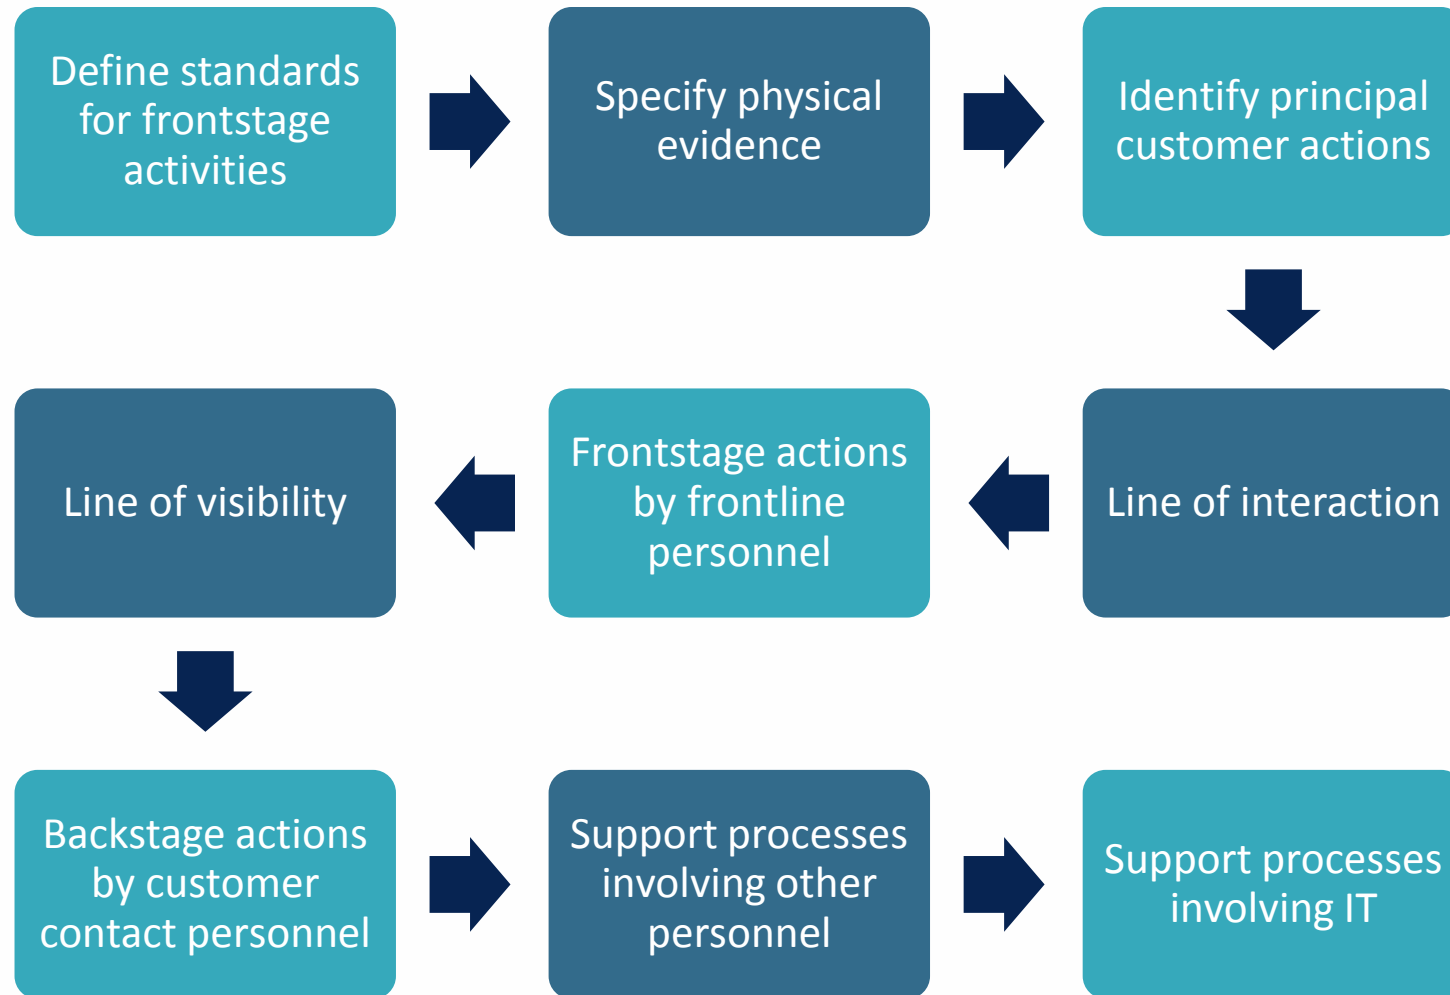 Define standards
for frontstage
activities
Specify physical
evidence
Identify principal
customer actions
Line of interaction
Frontstage actions
by frontline
personnel
Line of visibility
Backstage actions
by customer
contact personnel
Support processes
involving other
personnel
Support processes
involving IT